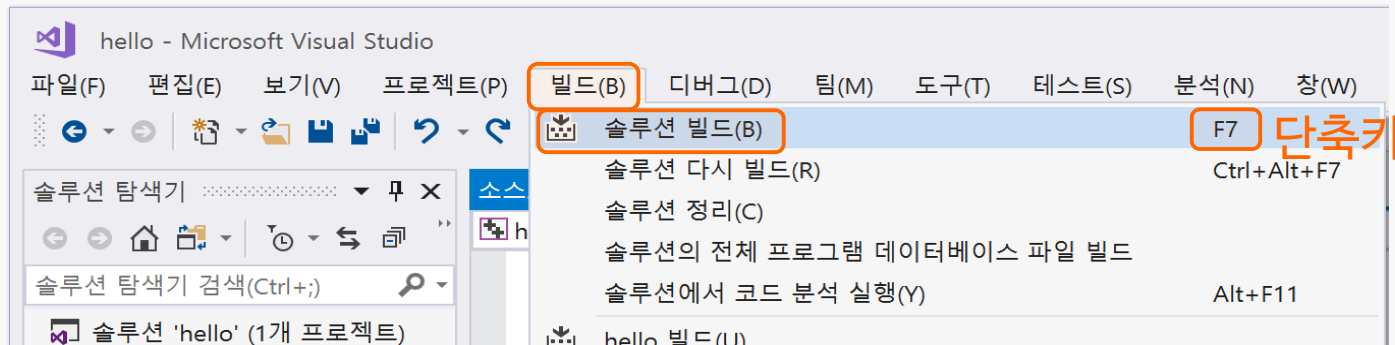 hello - Microsoft Visual Studio
파일(F) 편집(E) 보기(V) 프로젝트(P) 빌드(B) 디버그(D) 팀(M) 도구(T) 테스트(S) 분석(N) 창(W)
솔루션 빌드(B) F7 단축키
솔루션 탐색기 소스 솔루션 다시 빌드(R) Ctrl+Alt+F7
솔루션 정리(C)
h
솔루션의 전체 프로그램 데이터베이스 파일 빌드
솔루션 탐색기 검색(Ctrl+;) 솔루션에서 코드 분석 실행(Y) Alt+F11
솔루션 'hello' (1개 프로젝트) hello 빌드(U)